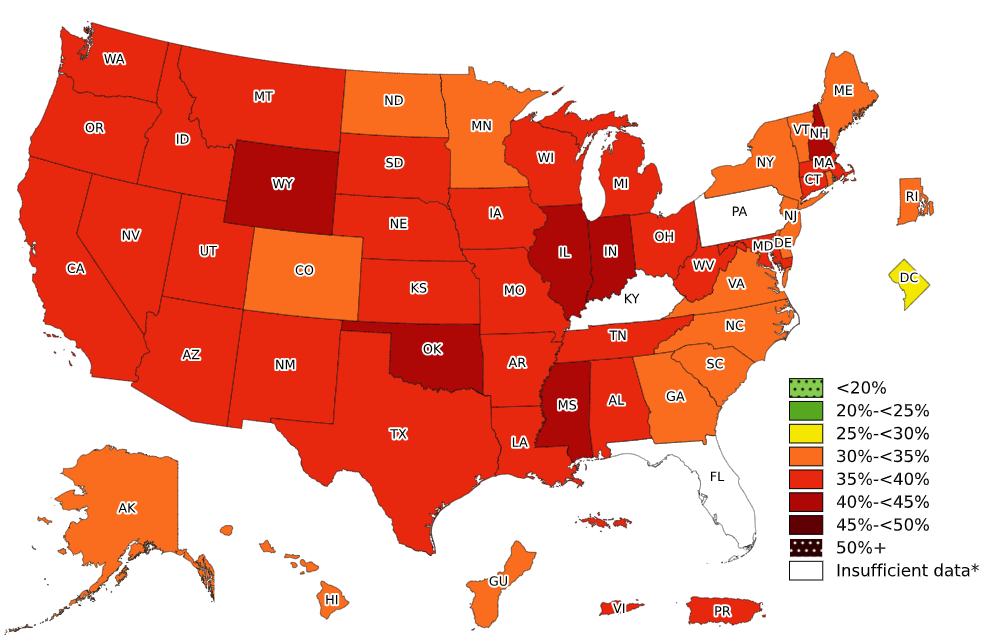 WA
MT
ND
MN
ME
OR
ID
VT
NH
WI
NY
MA
SD
WY
MI
CT
RI
IA
PA
NJ
NE
NV
OH
MD
DE
UT
IL
IN
CA
CO
WV
DC
KS
MO
KY
VA
TN
NC
AZ
NM
OK
AR
SC
MS
AL
GA
TX
LA
FL
AK
HI
GU
VI
PR
<20%
20%-<25%
25%-<30%
30%-<35%
35%-<40%
40%-<45%
45%-<50%
50%+
Insufficient data*